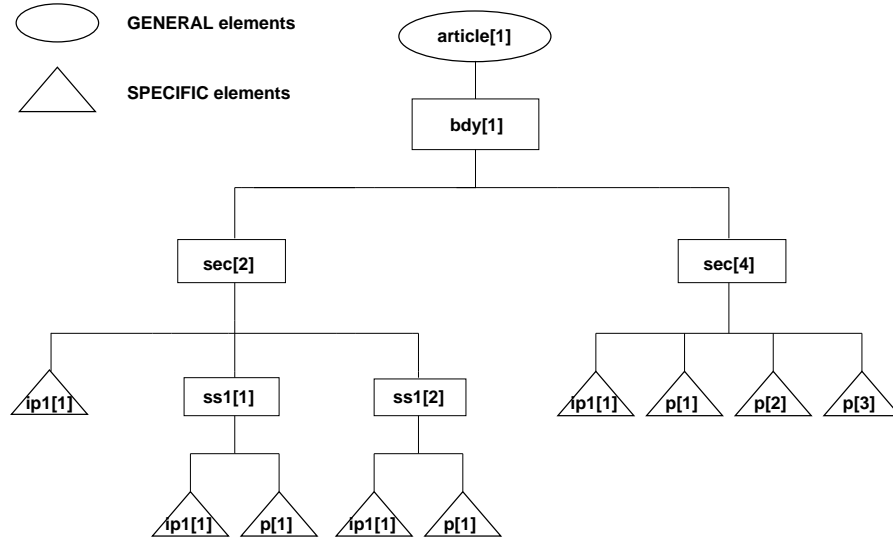 GENERAL elements
article[1]
SPECIFIC elements
bdy[1]
sec[2]
sec[4]
ip1[1]
ss1[1]
ss1[2]
ip1[1]
p[1]
p[2]
p[3]
ip1[1]
p[1]
ip1[1]
p[1]